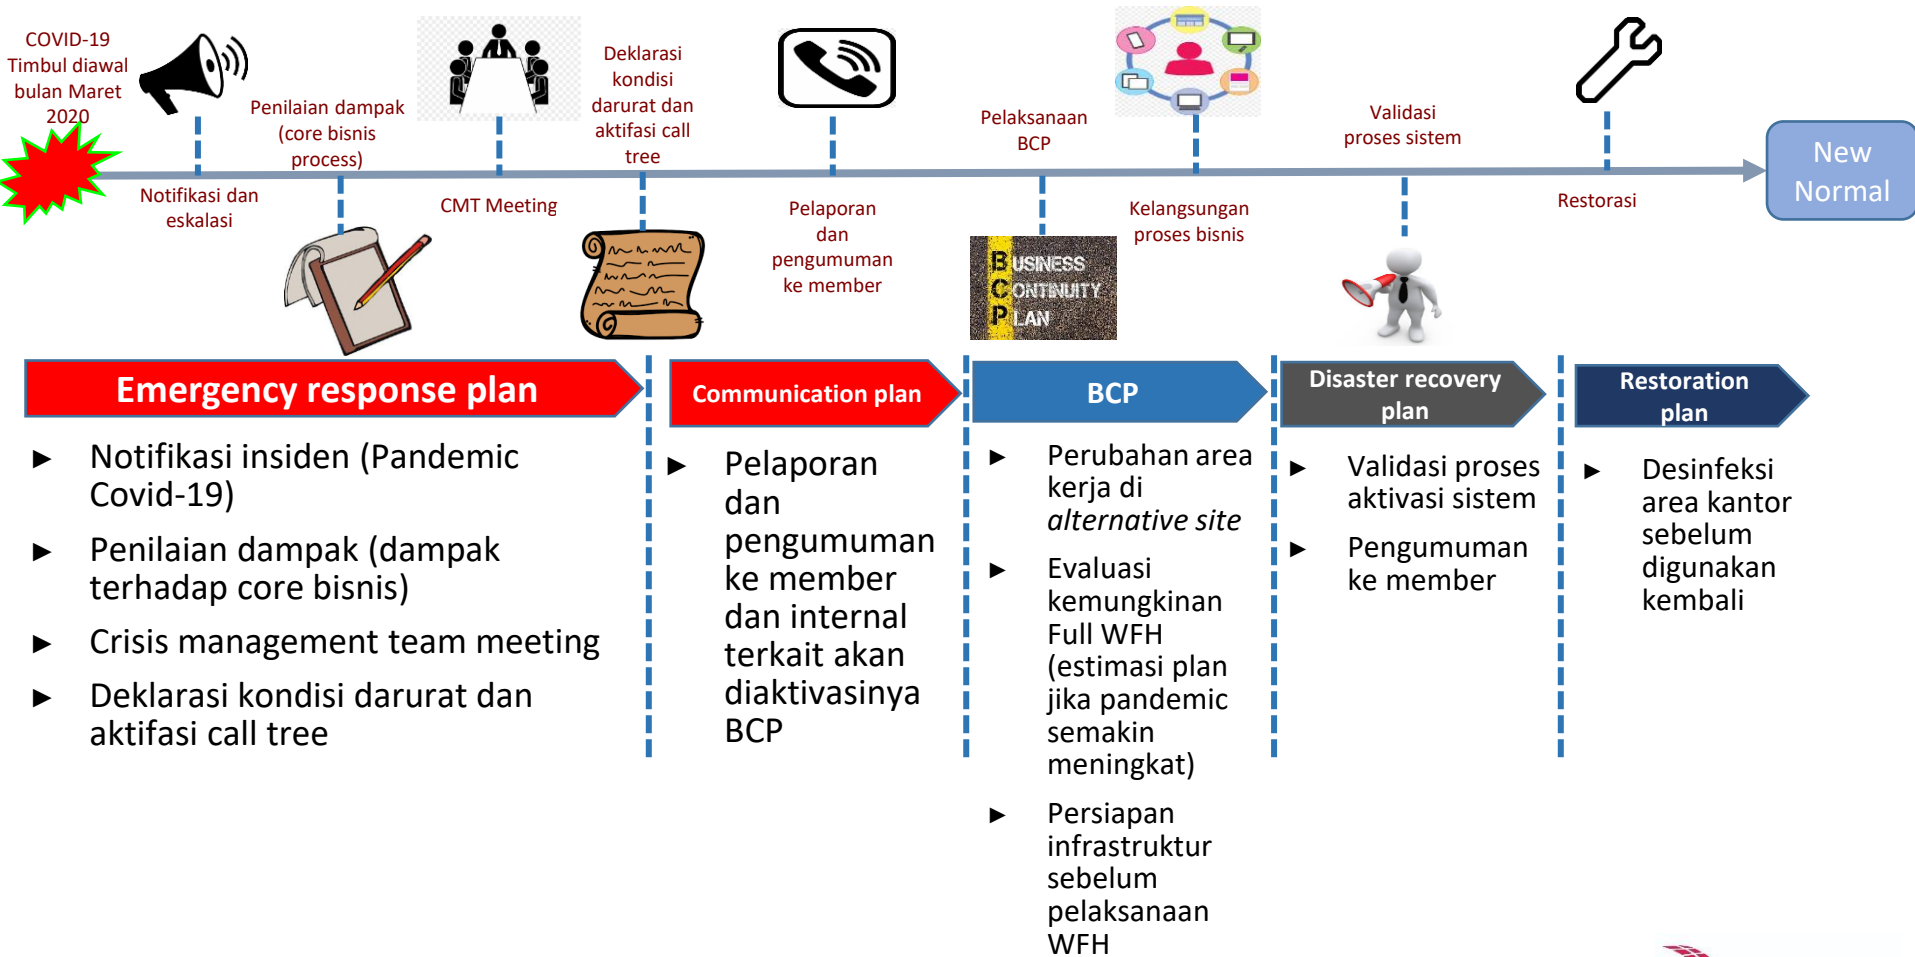 COVID-19
Timbul diawal
bulan Maret
2020
Notifikasi dan
eskalasi
Penilaian dampak
(core bisnis
process)
CMT Meeting
Deklarasi
kondisi
darurat dan
aktifasi call
tree
Pelaporan
dan
pengumuman
ke member
Pelaksanaan
BCP
BUSINESS
CONTINUITY
PLAN
Kelangsungan
proses bisnis
Validasi
proses sistem
Restorasi
New
Normal
Emergency response plan
► Notifikasi insiden (Pandemic
Covid-19)
► Penilaian dampak (dampak
terhadap core bisnis)
► Crisis management team meeting
► Deklarasi kondisi darurat dan
aktifasi call tree
Communication plan
► Pelaporan
dan
pengumuman
ke member
dan internal
terkait akan
diaktivasinya
BCP
BCP
► Perubahan area
kerja di
alternative site
► Evaluasi
kemungkinan
Full WFH
(estimasi plan
jika pandemic
semakin
meningkat)
► Persiapan
infrastruktur
sebelum
pelaksanaan
WFH
Disaster recovery
plan
► Validasi proses
aktivasi sistem
► Pengumuman
ke member
Restoration
plan
► Desinfeksi
area kantor
sebelum
digunakan
kembali